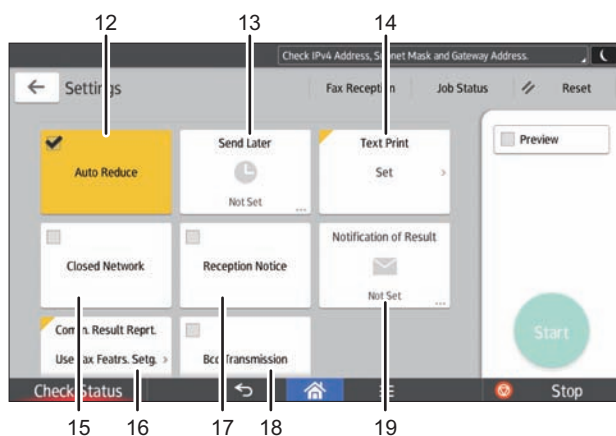 12 13 14
Check IPv4 Address, Subnet Mask and Gateway Address.
Settings Fax Reception Job Status Reset
Auto Reduce
Send Later
Not Set
Text Print
Set
Preview
Closed Network
Reception Notice
Notification of Result
Not Set
Comm. Result Reprt.
Use Fax Featrs. Setg.
Bcc Transmission
Start
Check Status Stop
15 16 17 18 19